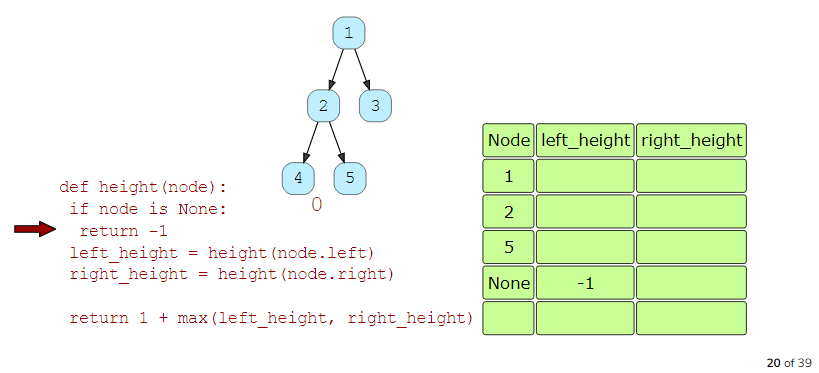 1
2 3
4 5
0
def height(node):
if node is None:
return -1
left_height = height(node.left)
right_height = height(node.right)
return 1 + max(left_height, right_height)
Node left_height right_height
1
2
5
None -1
20 of 39